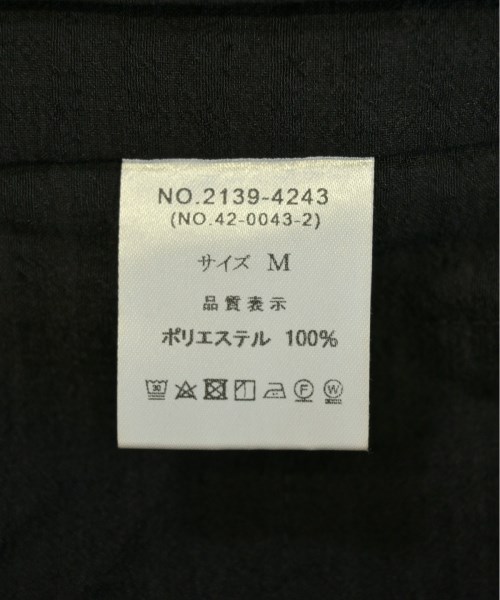 NO.2139-4243
(NO.42-0043-2)
サイズ M
品質表示
ポリエステル 100%
30 F W